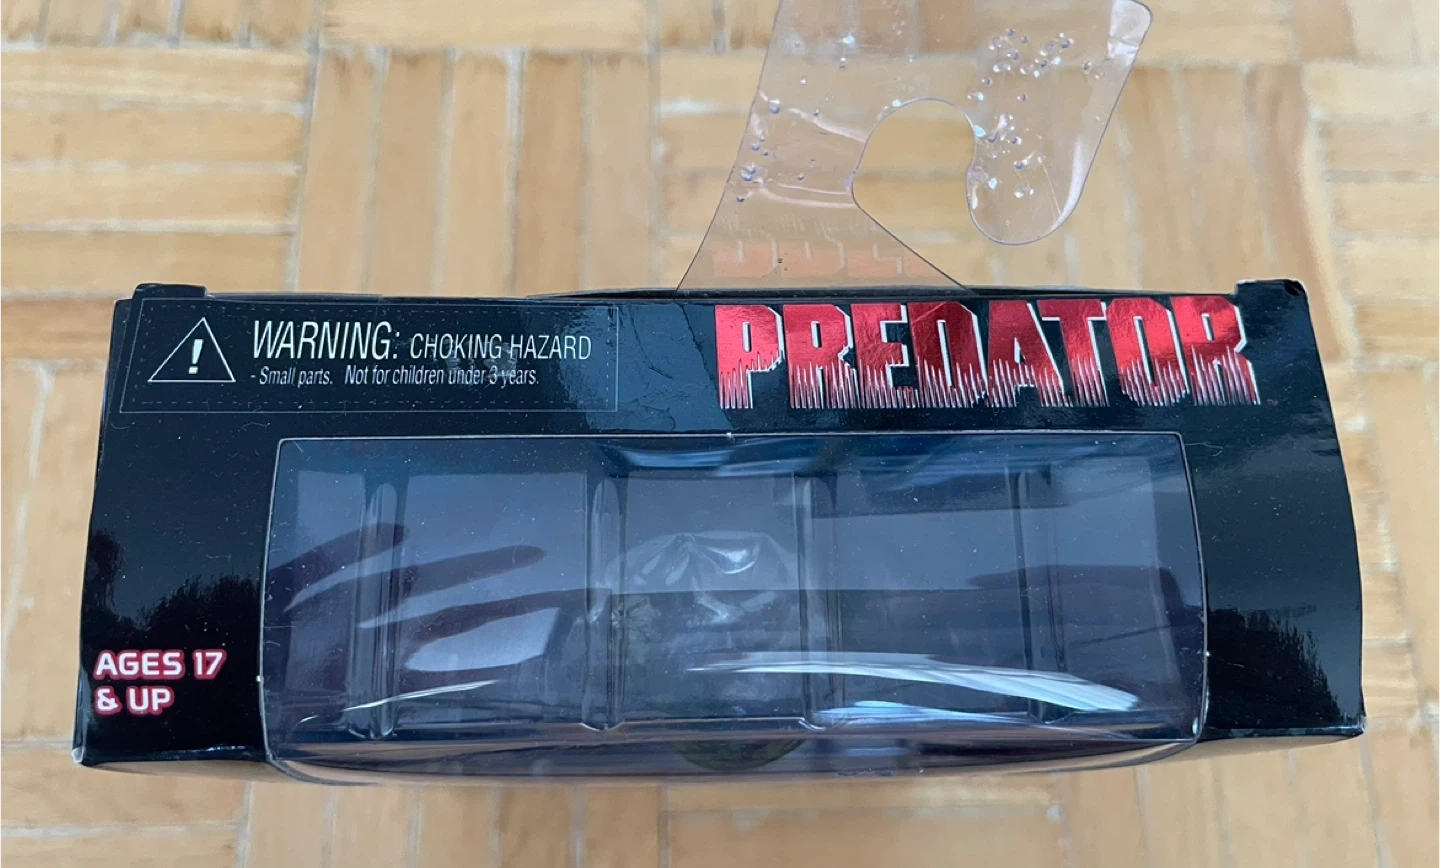 WARNING: CHOKING HAZARD
- Small parts. Not for children under 3 years.
PREDATOR
AGES 17
& UP